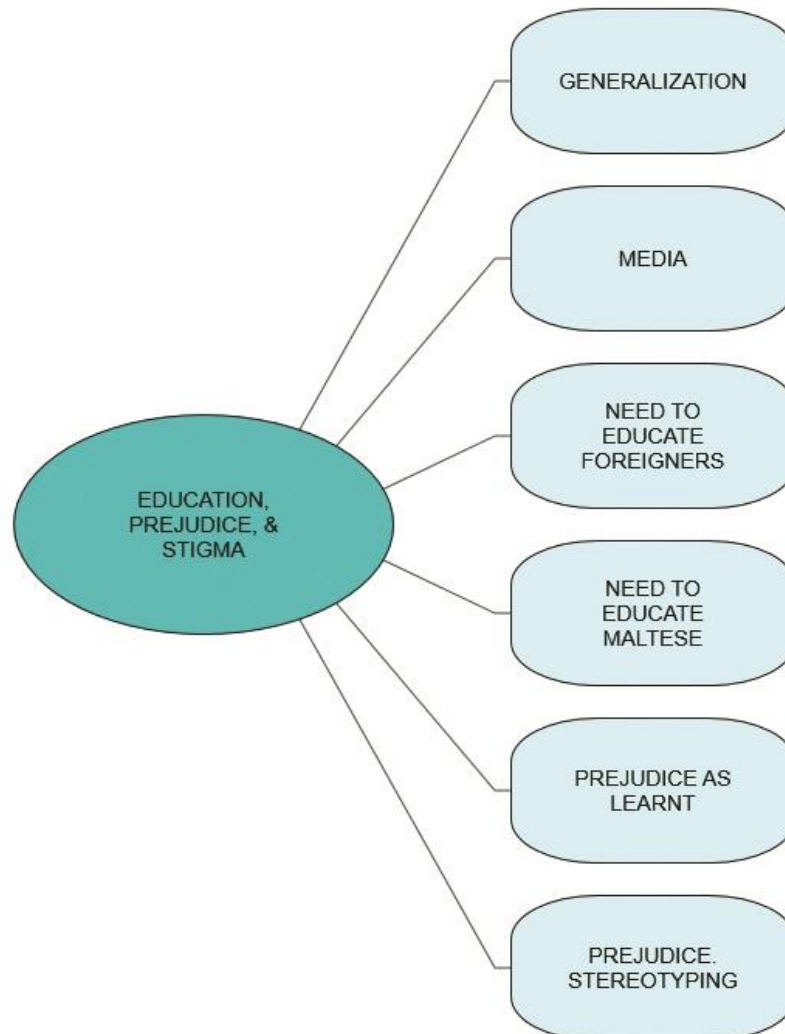 GENERALIZATION
MEDIA
NEED TO
EDUCATE
FOREIGNERS
EDUCATION,
PREJUDICE, &
STIGMA
NEED TO
EDUCATE
MALTESE
PREJUDICE AS
LEARNT
PREJUDICE.
STEREOTYPING